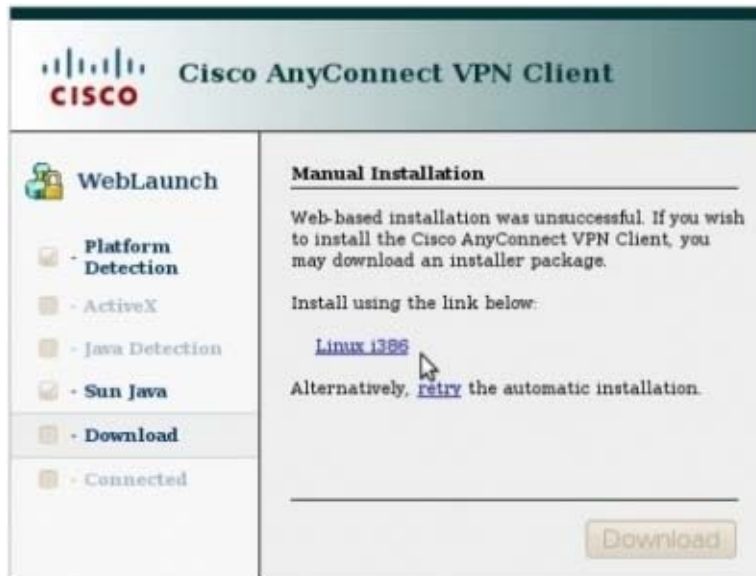 CISCO
Cisco AnyConnect VPN Client
WebLaunch
- Platform
Detection
- ActiveX
- Java Detection
- Sun Java
- Download
- Connected
Manual Installation
Web-based installation was unsuccessful. If you wish
to install the Cisco AnyConnect VPN Client, you
may download an installer package.
Install using the link below:
Linux i386
Alternatively, retry the automatic installation.
Download